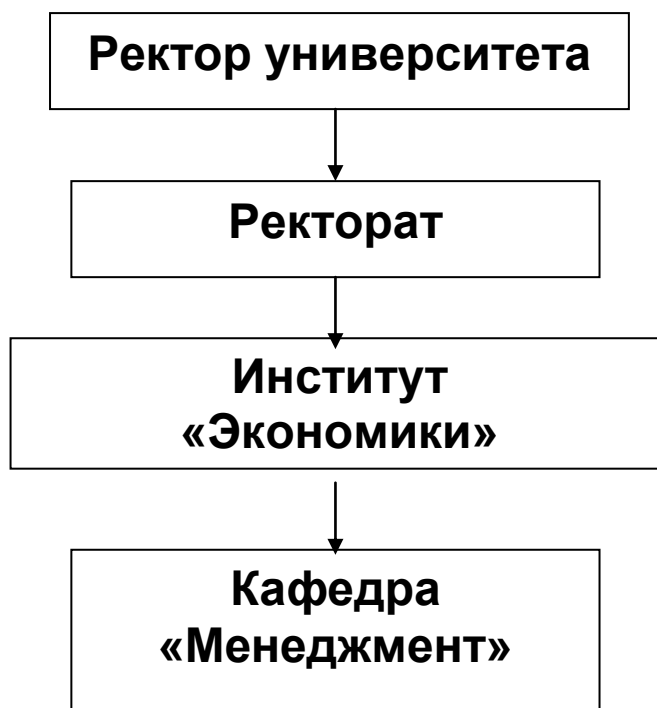 Ректор университета
Ректорат
Институт
«Экономики»
Кафедра
«Менеджмент»